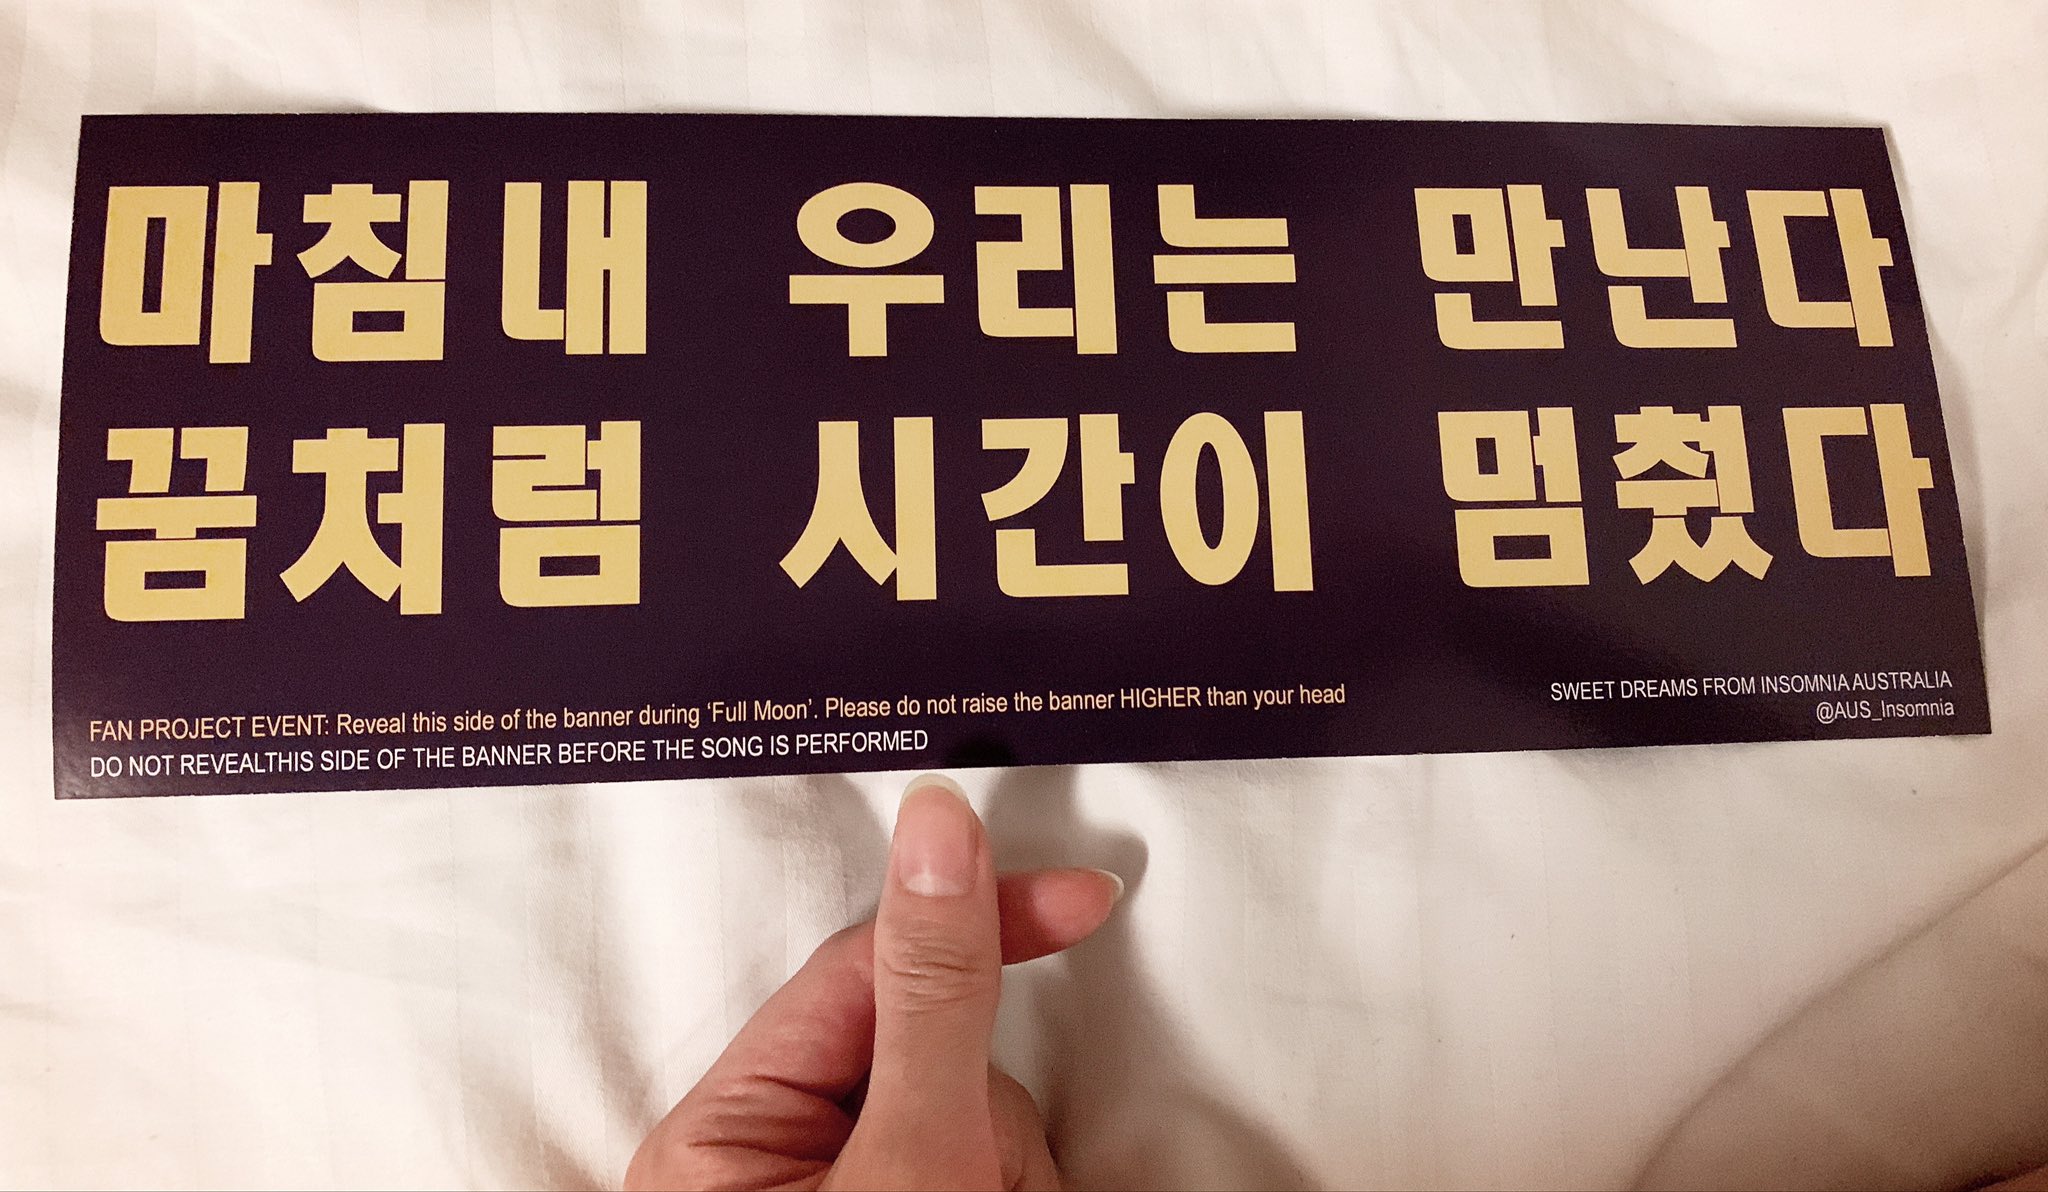 마침내 우리는 만난다
꿈처럼 시간이 멈췄다
FAN PROJECT EVENT: Reveal this side of the banner during ‘Full Moon’. Please do not raise the banner HIGHER than your head
DO NOT REVEALTHIS SIDE OF THE BANNER BEFORE THE SONG IS PERFORMED
SWEET DREAMS FROM INSOMNIA AUSTRALIA
@AUS_Insomnia